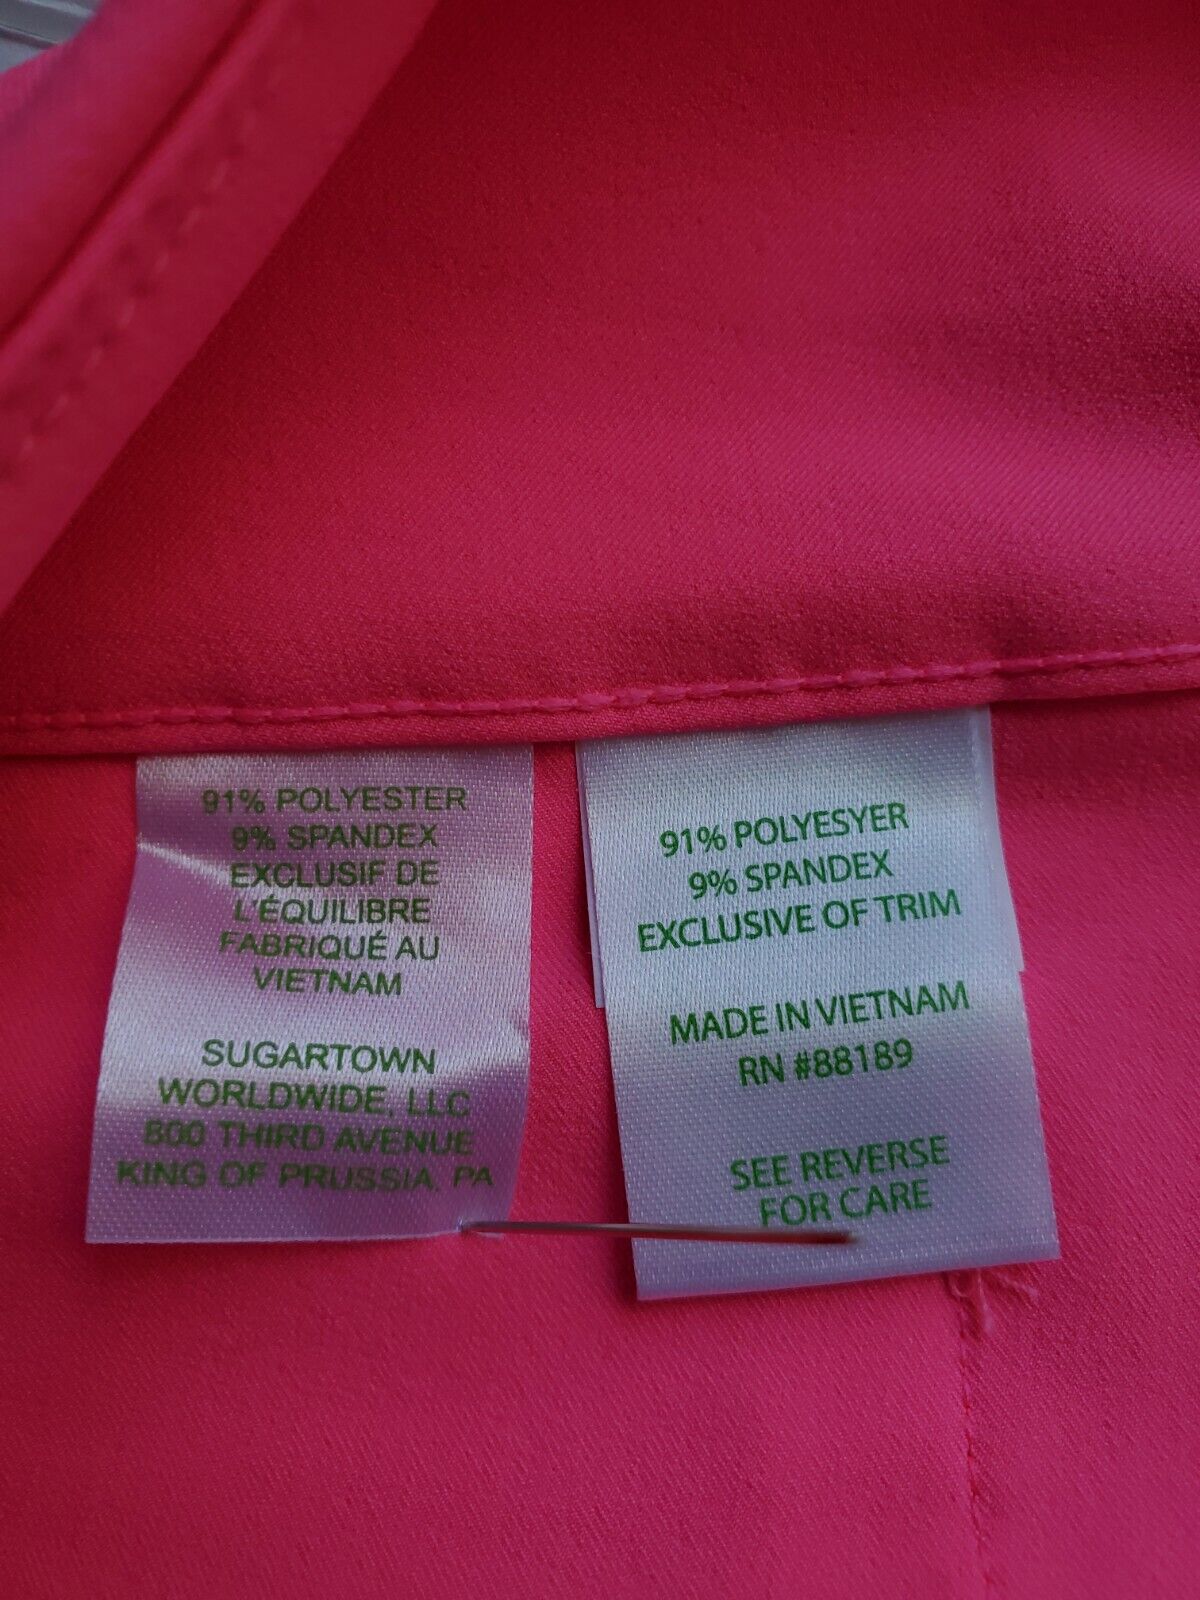 91% POLYESTER
9% SPANDEX
EXCLUSIF DE
L'ÉQUILIBRE
FABRIQUÉ AU
VIETNAM
SUGARTOWN
WORLDWIDE, LLC
800 THIRD AVENUE
KING OF PRUSSIA, PA
91% POLYESYER
9% SPANDEX
EXCLUSIVE OF TRIM
MADE IN VIETNAM
RN #88189
SEE REVERSE
FOR CARE